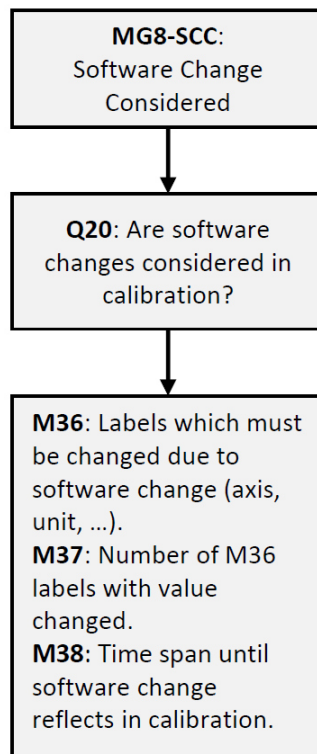 MG8-SCC:
Software Change
Considered
Q20: Are software
changes considered in
calibration?
M36: Labels which must
be changed due to
software change (axis,
unit, ...).
M37: Number of M36
labels with value
changed.
M38: Time span until
software change
reflects in calibration.